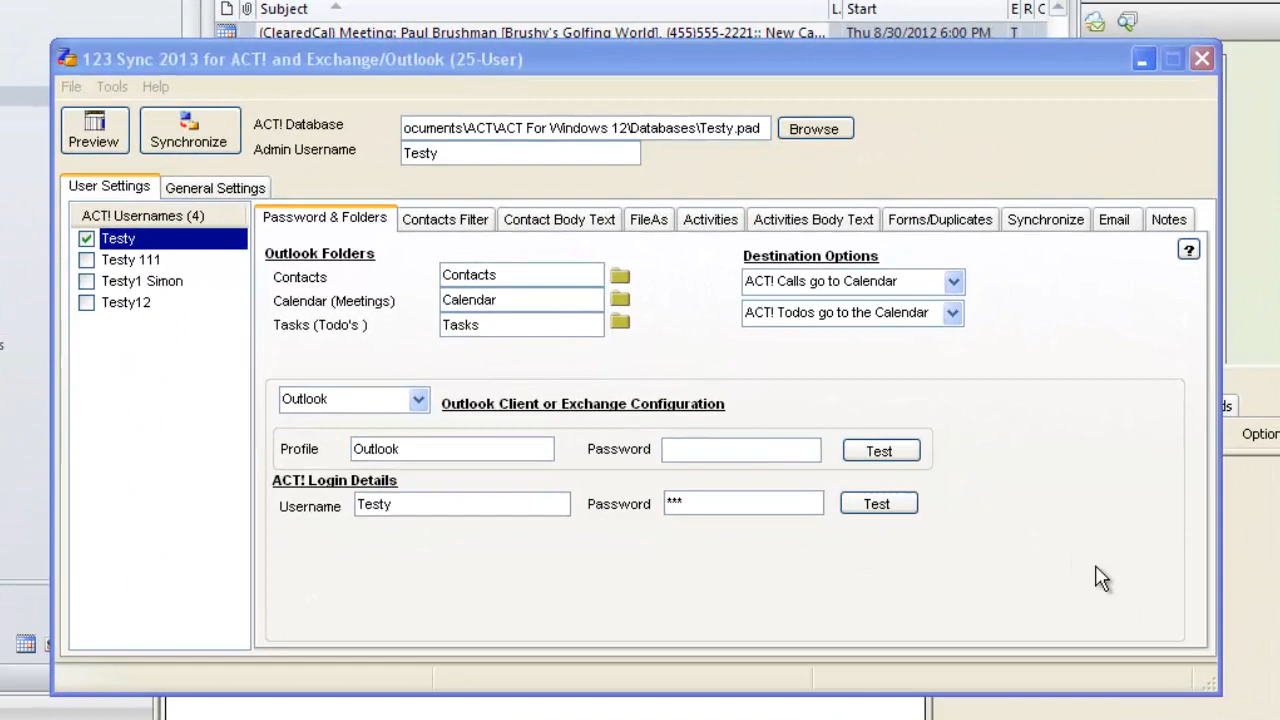 Subject L. Start E R C
(ClearedCal) Meeting: Paul Brushman [Brushy's Golfing World], (455)555-2221:: New Ca... Thu 8/30/2012 6:00 PM T
123 Sync 2013 for ACT! and Exchange/Outlook (25-User)
File Tools Help
Preview Synchronize
ACT! Database ocuments\ACT\ACT For Windows 12\Databases\Testy.pad Browse
Admin Username Testy
User Settings General Settings
ACT! Usernames (4)
Testy
Testy 111
Testy1 Simon
Testy12
Password & Folders Contacts Filter Contact Body Text FileAs Activities Activities Body Text Forms/Duplicates Synchronize Email Notes
?
Outlook Folders Destination Options
Contacts Contacts ACT! Calls go to Calendar
Calendar (Meetings) Calendar
Tasks (Todo's ) Tasks ACT! Todos go to the Calendar
Outlook Outlook Client or Exchange Configuration
Profile Outlook Password Test
ACT! Login Details
Username Testy Password *** Test
ds
Option